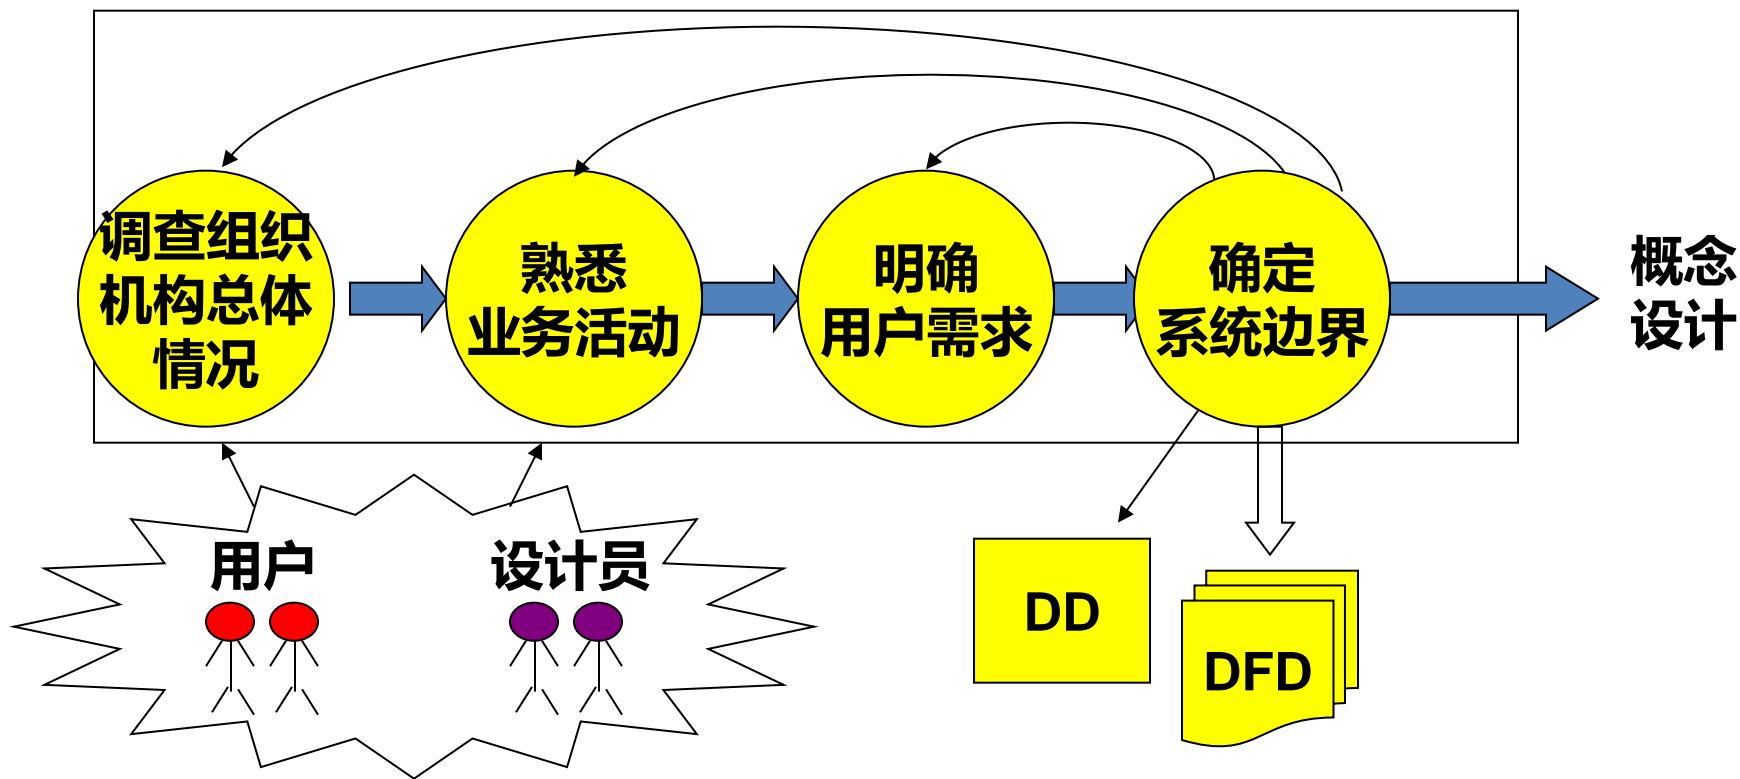 调查组织
机构总体
情况
熟悉
业务活动
明确
用户需求
确定
系统边界
概念
设计
用户
设计员
DD
DFD